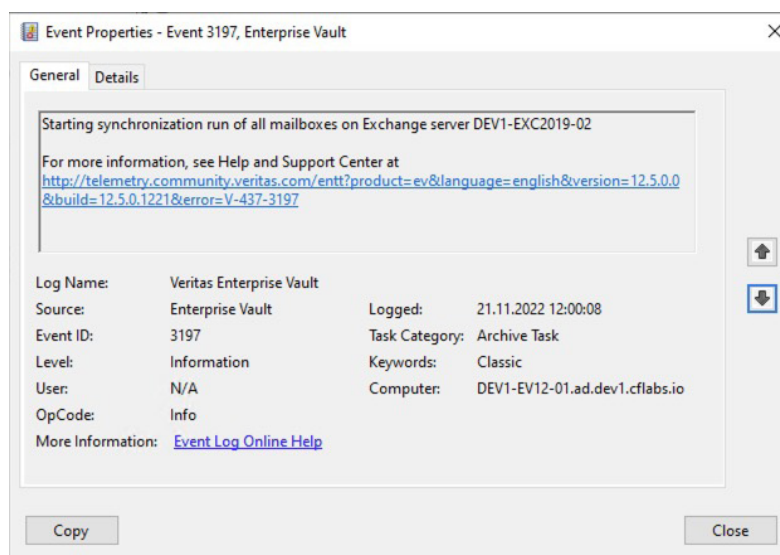 Event Properties - Event 3197, Enterprise Vault
General Details
Starting synchronization run of all mailboxes on Exchange server DEV1-EXC2019-02
For more information, see Help and Support Center at
http://telemetry.community.veritas.com/entt?product=ev&language=english&version=12.5.0.0
&build=12.5.0.1221&error=V-437-3197
Log Name: Veritas Enterprise Vault
Source: Enterprise Vault Logged: 21.11.2022 12:00:08
Event ID: 3197 Task Category: Archive Task
Level: Information Keywords: Classic
User: N/A Computer: DEV1-EV12-01.ad.dev1.cflabs.io
OpCode: Info
More Information: Event Log Online Help
Copy Close